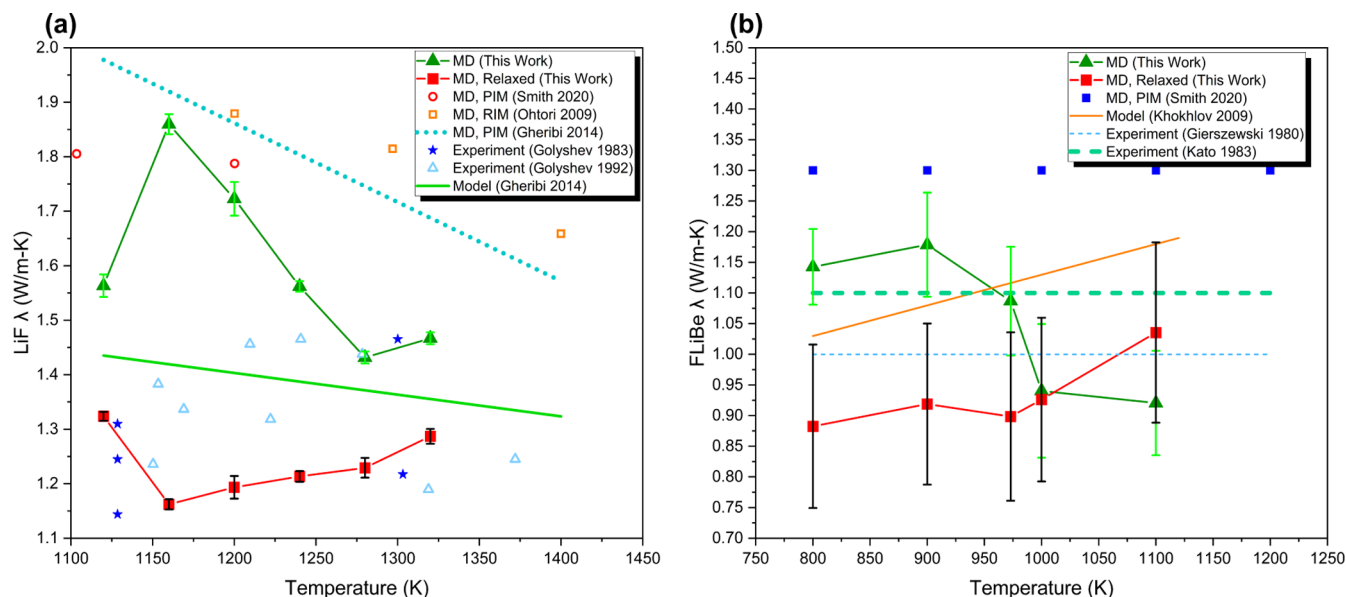 (a)
2.0
1.9
1.8
1.7
1.6
1.5
1.4
1.3
1.2
1.1
LiF λ (W/m-K)
1100
1150
1200
1250
1300
1350
1400
1450
Temperature (K)
MD (This Work)
MD, Relaxed (This Work)
MD, PIM (Smith 2020)
MD, RIM (Ohtori 2009)
MD, PIM (Gheribi 2014)
Experiment (Golyshev 1983)
Experiment (Golyshev 1992)
Model (Gheribi 2014)
(b)
1.50
1.45
1.40
1.35
1.30
1.25
1.20
1.15
1.10
1.05
1.00
0.95
0.90
0.85
0.80
0.75
0.70
FLiBe λ (W/m-K)
750
800
850
900
950
1000
1050
1100
1150
1200
1250
Temperature (K)
MD (This Work)
MD, Relaxed (This Work)
MD, PIM (Smith 2020)
Model (Khokhlov 2009)
Experiment (Gierszewski 1980)
Experiment (Kato 1983)